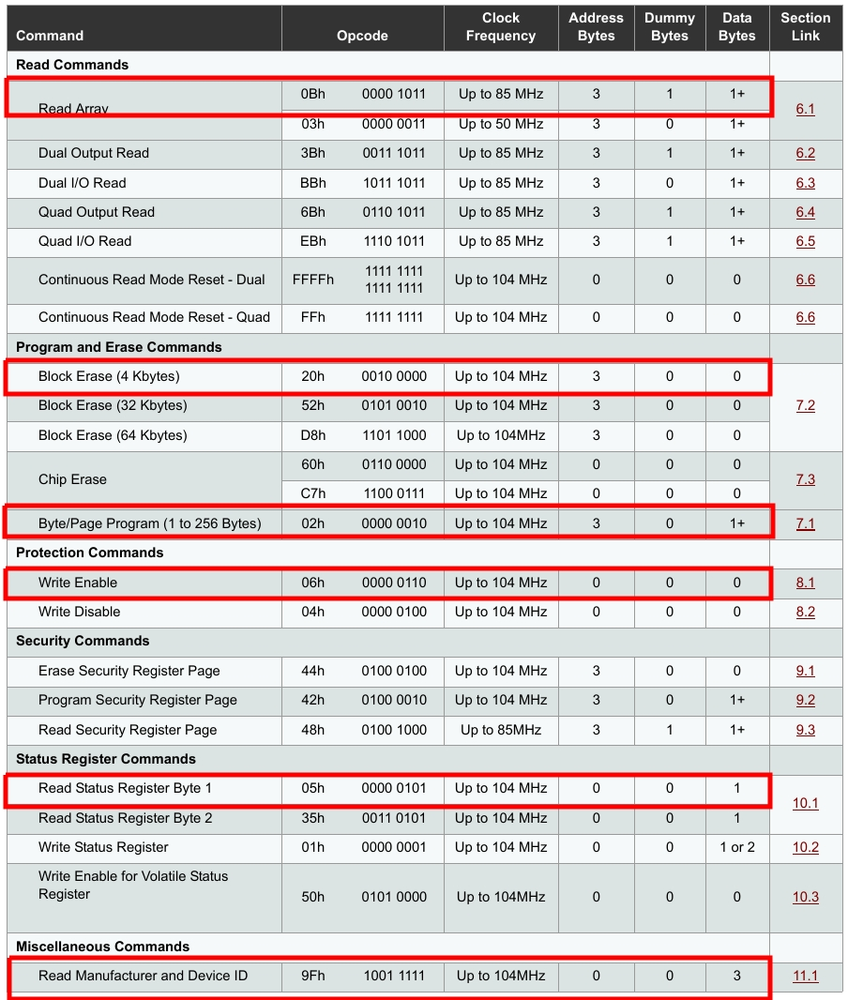 Command Opcode Clock Frequency Address Bytes Dummy Bytes Data Bytes Section Link
Read Commands
Read Array 0Bh 0000 1011 Up to 85 MHz 3 1 1+ 6.1
03h 0000 0011 Up to 50 MHz 3 0 1+
Dual Output Read 3Bh 0011 1011 Up to 85 MHz 3 1 1+ 6.2
Dual I/O Read BBh 1011 1011 Up to 85 MHz 3 0 1+ 6.3
Quad Output Read 6Bh 0110 1011 Up to 85 MHz 3 1 1+ 6.4
Quad I/O Read EBh 1110 1011 Up to 85 MHz 3 1 1+ 6.5
Continuous Read Mode Reset - Dual FFFFh 1111 1111 1111 1111 Up to 104 MHz 0 0 0 6.6
Continuous Read Mode Reset - Quad FFh 1111 1111 Up to 104 MHz 0 0 0 6.6
Program and Erase Commands
Block Erase (4 Kbytes) 20h 0010 0000 Up to 104 MHz 3 0 0
Block Erase (32 Kbytes) 52h 0101 0010 Up to 104 MHz 3 0 0 7.2
Block Erase (64 Kbytes) D8h 1101 1000 Up to 104MHz 3 0 0
Chip Erase 60h 0110 0000 Up to 104 MHz 0 0 0 7.3
C7h 1100 0111 Up to 104 MHz 0 0 0
Byte/Page Program (1 to 256 Bytes) 02h 0000 0010 Up to 104 MHz 3 0 1+ 7.1
Protection Commands
Write Enable 06h 0000 0110 Up to 104 MHz 0 0 0 8.1
Write Disable 04h 0000 0100 Up to 104 MHz 0 0 0 8.2
Security Commands
Erase Security Register Page 44h 0100 0100 Up to 104 MHz 3 0 0 9.1
Program Security Register Page 42h 0100 0010 Up to 104 MHz 3 0 1+ 9.2
Read Security Register Page 48h 0100 1000 Up to 85MHz 3 1 1+ 9.3
Status Register Commands
Read Status Register Byte 1 05h 0000 0101 Up to 104 MHz 0 0 1 10.1
Read Status Register Byte 2 35h 0011 0101 Up to 104 MHz 0 0 1
Write Status Register 01h 0000 0001 Up to 104 MHz 0 0 1 or 2 10.2
Write Enable for Volatile Status Register 50h 0101 0000 Up to 104MHz 0 0 0 10.3
Miscellaneous Commands
Read Manufacturer and Device ID 9Fh 1001 1111 Up to 104MHz 0 0 3 11.1